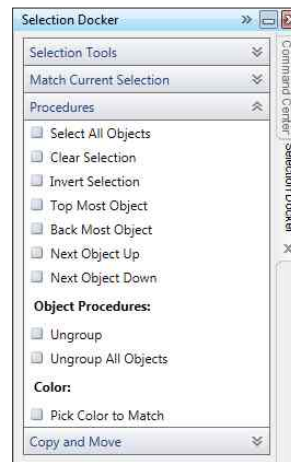 Selection Docker
Selection Tools
Match Current Selection
Procedures
Select All Objects
Clear Selection
Invert Selection
Top Most Object
Back Most Object
Next Object Up
Next Object Down
Object Procedures:
Ungroup
Ungroup All Objects
Color:
Pick Color to Match
Copy and Move
Command Center
Selection Docker